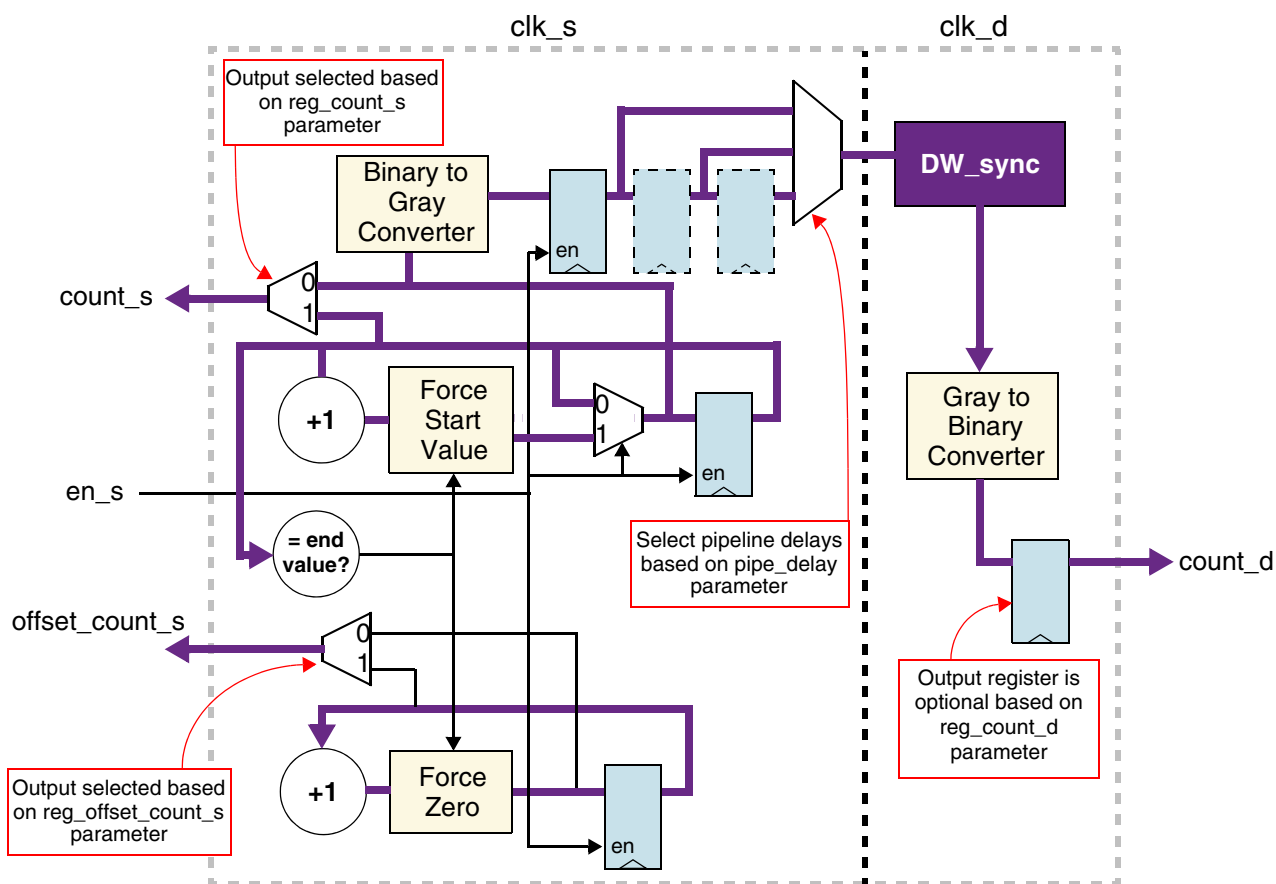 clk_s
clk_d
Output selected based
on reg_count_s
parameter
Binary to
Gray
Converter
en
DW_sync
count_s
0
1
+1
Force
Start
Value
0
1
en
Gray to
Binary
Converter
en_s
= end
value?
Select pipeline delays
based on pipe_delay
parameter
count_d
offset_count_s
0
1
Output register is
optional based on
reg_count_d
parameter
Output selected based
on reg_offset_count_s
parameter
+1
Force
Zero
en